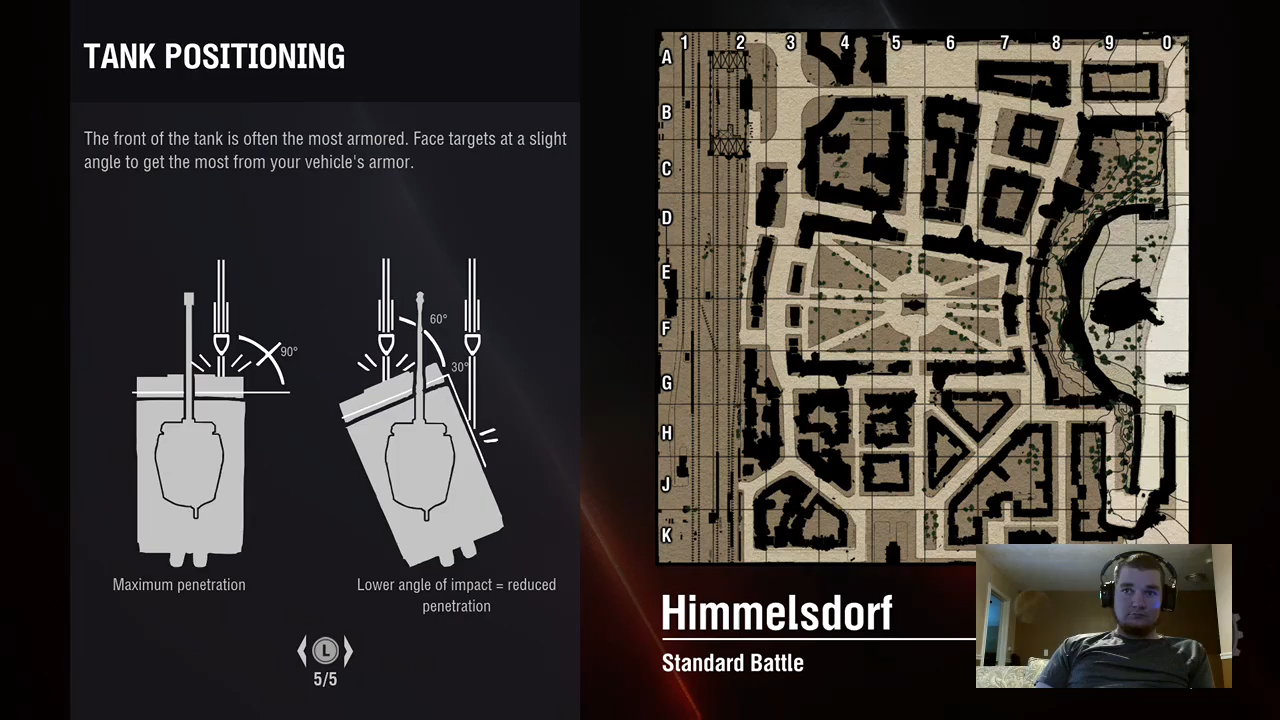 TANK POSITIONING
The front of the tank is often the most armored. Face targets at a slight
angle to get the most from your vehicle's armor.
90°
60°
30°
Maximum penetration
Lower angle of impact = reduced
penetration
L
5/5
1 2 3 4 5 6 7 8 9 0
A
B
C
D
E
F
G
H
J
K
Himmelsdorf
Standard Battle